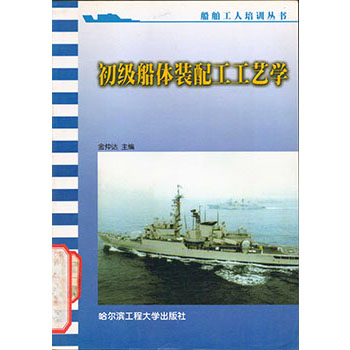 船舶工人培训丛书
初级船体装配工工艺学
金仲达 主编
哈尔滨工程大学出版社